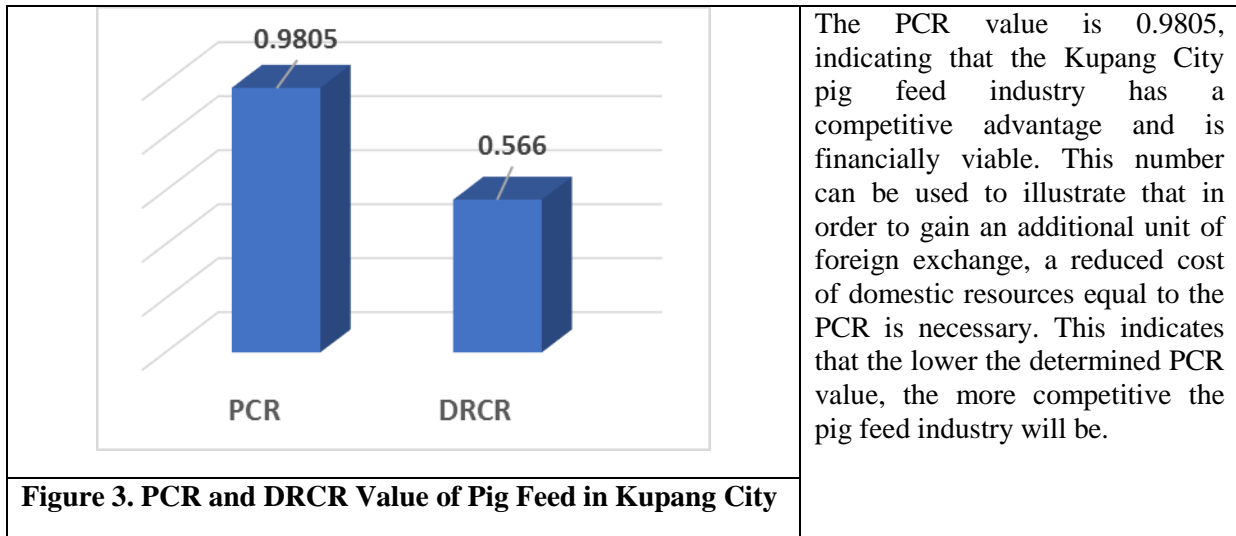 0.9805
0.566
PCR
DRCR
Figure 3. PCR and DRCR Value of Pig Feed in Kupang City
The PCR value is 0.9805,
indicating that the Kupang City
pig feed industry has a
competitive advantage and is
financially viable. This number
can be used to illustrate that in
order to gain an additional unit of
foreign exchange, a reduced cost
of domestic resources equal to the
PCR is necessary. This indicates
that the lower the determined PCR
value, the more competitive the
pig feed industry will be.